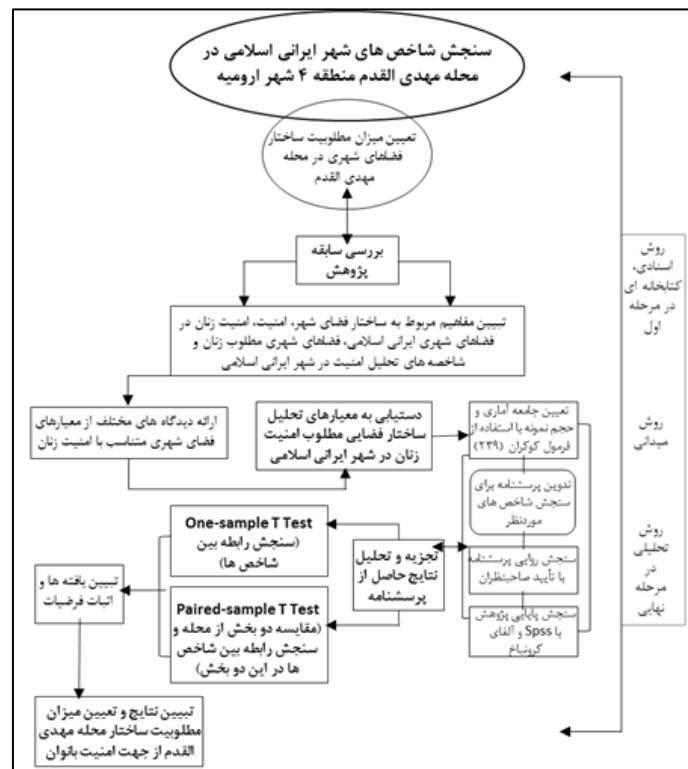 سنجش شاخص های شهر ایرانی اسلامی در
محله مهدی القدم منطقه ۴ شهر ارومیه
تعیین میزان مطلوبیت ساختار
فضاهای شهری در محله
مهدی القدم
بررسی سابقه
پژوهش
تبیین مفاهیم مربوط به ساختار فضای شهر، امنیت، امنیت زنان در
فضاهای شهری ایرانی اسلامی، فضاهای شهری مطلوب زنان و
شاخصه های تحلیل امنیت در شهر ایرانی اسلامی
ارائه دیدگاه های مختلف از معیارهای
فضای شهری متناسب با امنیت زنان
دستیابی به معیارهای تحلیل
ساختار فضایی مطلوب امنیت
زنان در شهر ایرانی اسلامی
تعیین جامعه آماری و
حجم نمونه با استفاده از
فرمول کوکران (۲۳۹)
تدوین پرستنامه برای
سنجش شاخص های
موردنظر
سنجش روایی پرستنامه
با تأیید صاحبنظران
سنجش پایایی پژوهش
با Spss و آلفای
کرونباخ
تجزیه و تحلیل
نتایج حاصل از
پرسشنامه
One-sample T Test
(سنجش رابطه بین
شاخص ها)
Paired-sample T Test
(مقایسه دو بخش از محله و
سنجش رابطه بین شاخص
ها در این دو بخش)
تبیین یافته ها و
اثبات فرضیات
تبیین نتایج و تعیین میزان
مطلوبیت ساختار محله مهدی
القدم از جهت امنیت بانوان
روش
اسنادی،
کتابخانه ای
در مرحله
اول
روش
میدانی
روش
تحلیلی
در
مرحله
نهایی